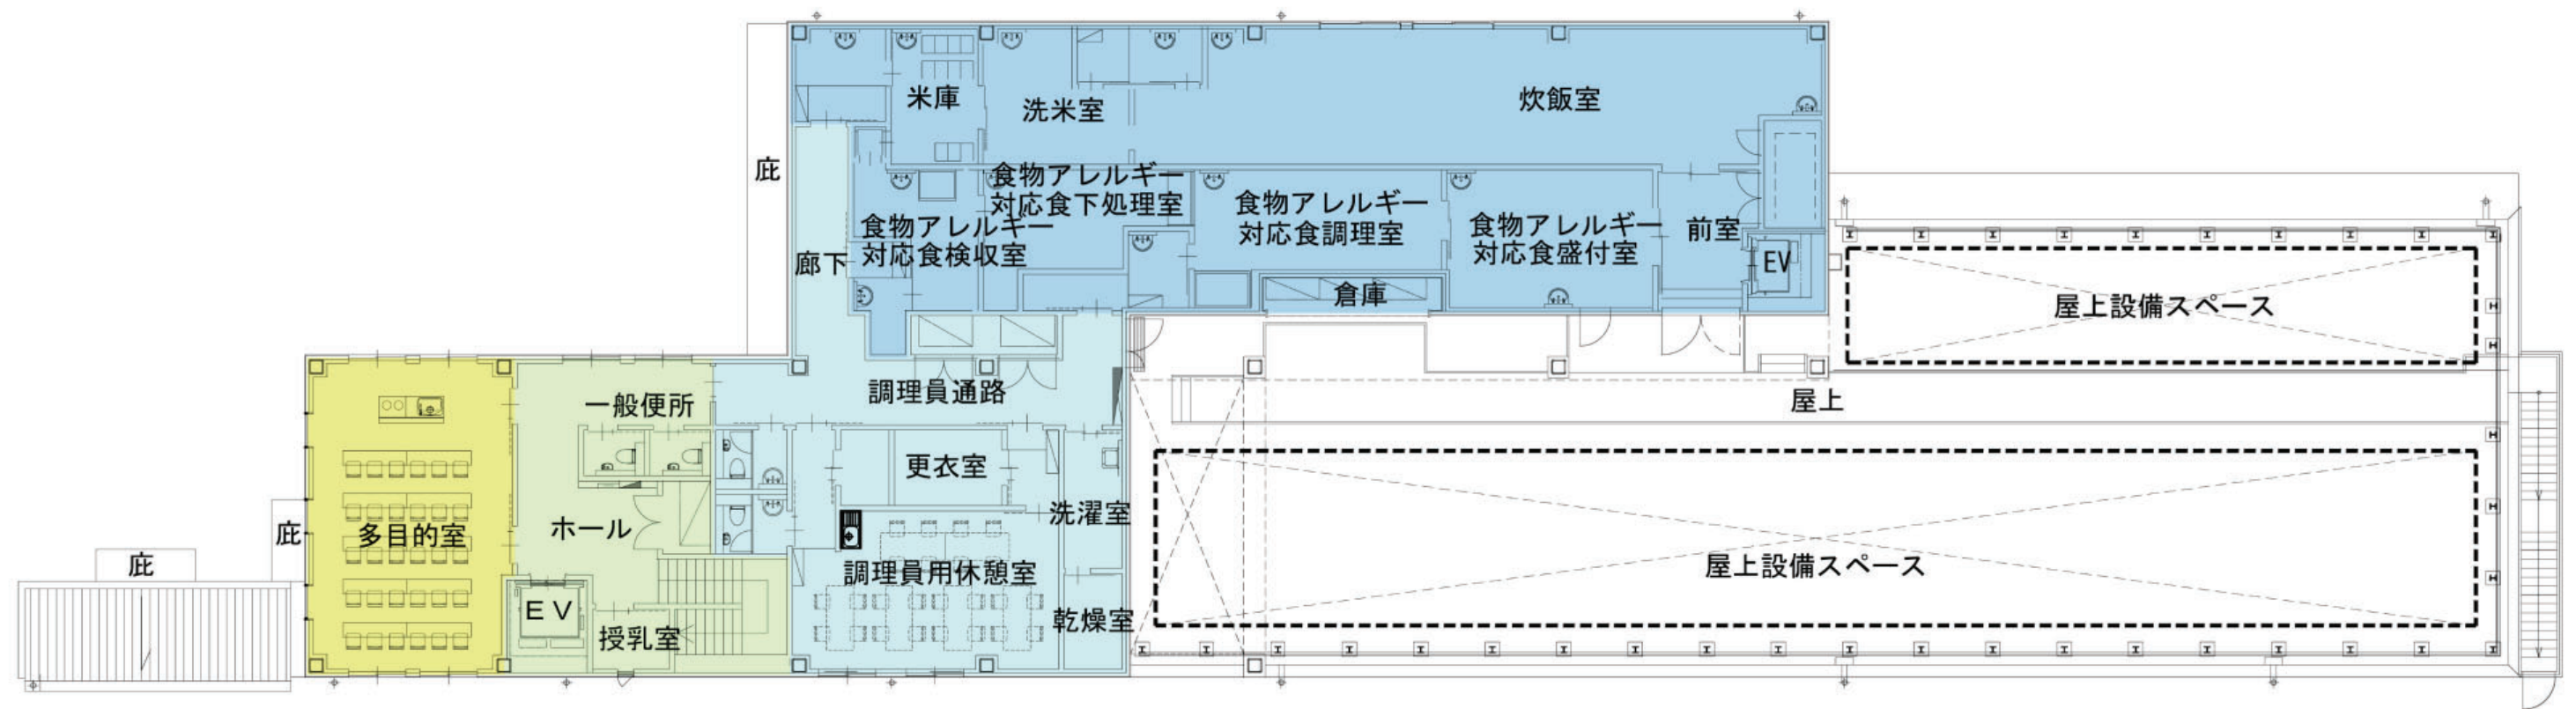 米庫
洗米室
炊飯室
庇
食物アレルギー
対応食下処理室
食物アレルギー
対応食検収室
食物アレルギー
対応食調理室
食物アレルギー
対応食盛付室
前室
EV
廊下
倉庫
屋上設備スペース
調理員通路
屋上
一般便所
更衣室
洗濯室
ホール
多目的室
庇
庇
調理員用休憩室
屋上設備スペース
EV
授乳室
乾燥室